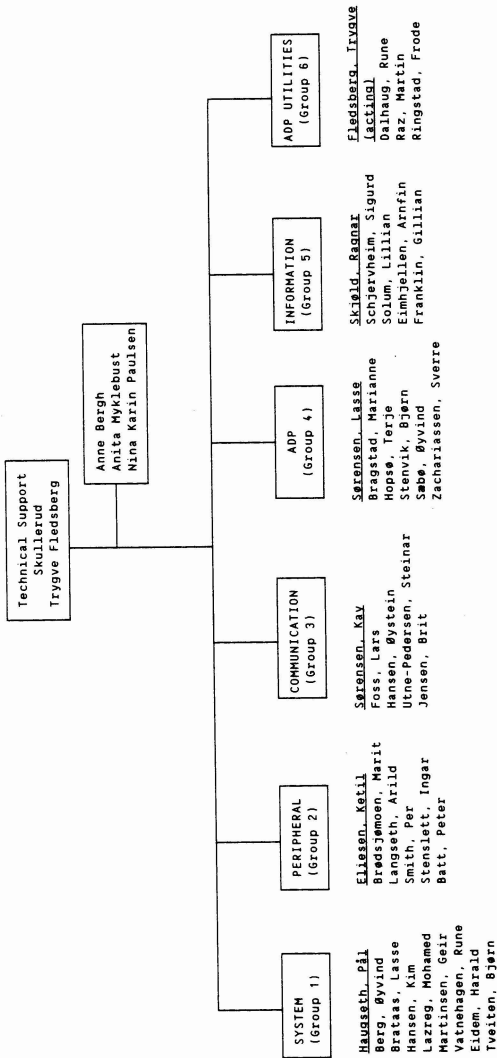 Technical Support
Skullerud
Trygve Fledsberg
Anne Bergh
Anita Myklebust
Nina Karin Paulsen
SYSTEM
(Group 1)
Haugseth, Pål
Berg, Øyvind
Brataas, Lasse
Hansen, Kim
Lazreg, Mohamed
Martinsen, Geir
Vatnehagen, Rune
Eidem, Harald
Tveiten, Bjørn
PERIPHERAL
(Group 2)
Eliesen, Ketil
Brødsjømoen, Marit
Langseth, Arild
Smith, Per
Stenslett, Ingar
Batt, Peter
COMMUNICATION
(Group 3)
Sørensen, Kay
Foss, Lars
Hansen, Øystein
Utne-Pedersen, Steinar
Jensen, Brit
ADP
(Group 4)
Sørensen, Lasse
Bragstad, Marianne
Hopsø, Terje
Stenvik, Bjørn
Sæbø, Øyvind
Zachariassen, Sverre
INFORMATION
(Group 5)
Skjøld, Ragnar
Schjervheim, Sigurd
Solum, Lillian
Eimhjellen, Arnfin
Franklin, Gillian
ADP UTILITIES
(Group 6)
Fledsberg, Trygve
(acting)
Dalhaug, Rune
Raz, Martin
Ringstad, Frode